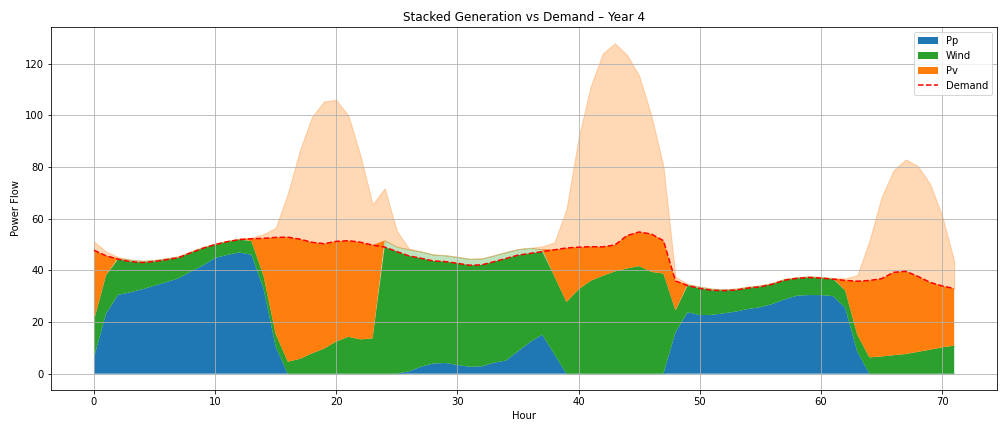 Stacked Generation vs Demand – Year 4
Pp
Wind
Pv
Demand
Power Flow
120
100
80
60
40
20
0
0 10 20 30 40 50 60 70
Hour